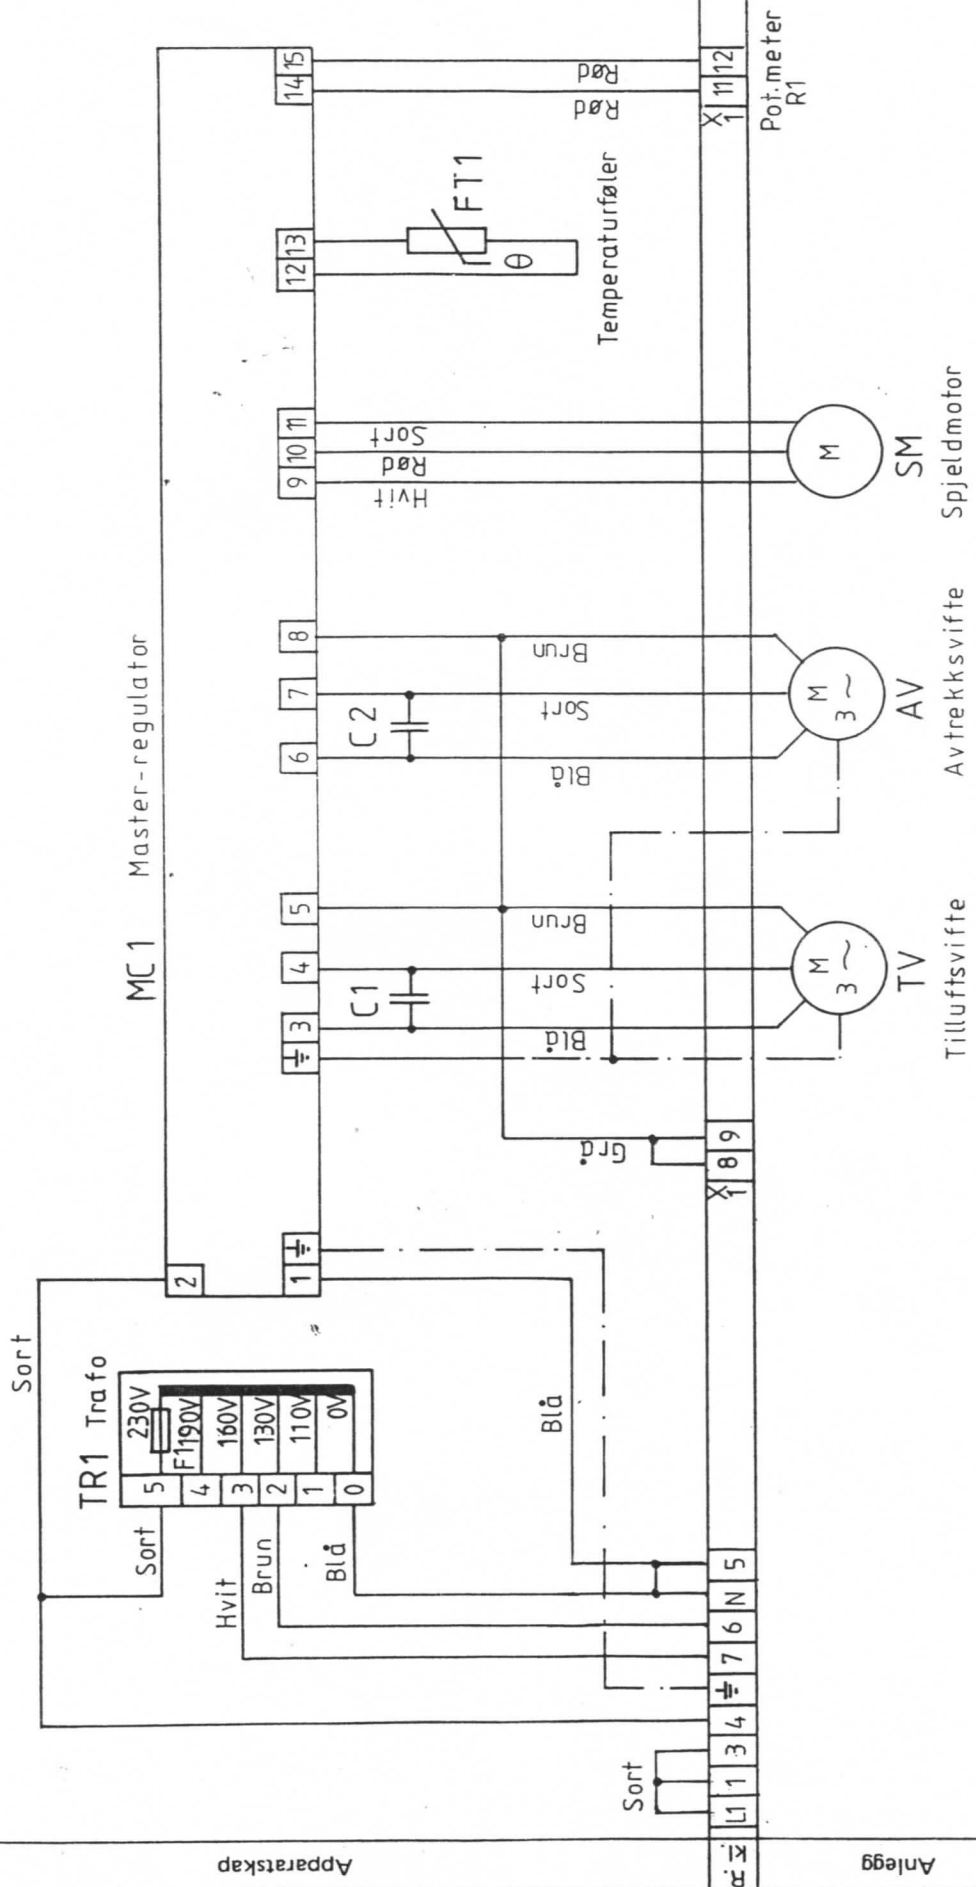 Sort
TR1 Trafo
5 230V
F1
4 190V
3 160V
2 130V
1 110V
0 0V
Sort
Hvit
Brun
Blå
Blå
MC 1 Master-regulator
2
1
3
4
5
6
7
8
9
10
11
12
13
14
15
C1
C2
Blå
Sort
Brun
Blå
Sort
Brun
Hvit
Rød
Sort
FT1
θ
Temperaturføler
Rød
Rød
Grå
Sort
R. Kl.
L1
1
3
4
7
6
N
5
X1
8
9
X1
11
12
M
3 ~
TV
Tilluftsvifte
M
3 ~
AV
Avtrekksvifte
M
SM
Spjeldmotor
Pot.meter
R1
Apparatskap
Anlegg